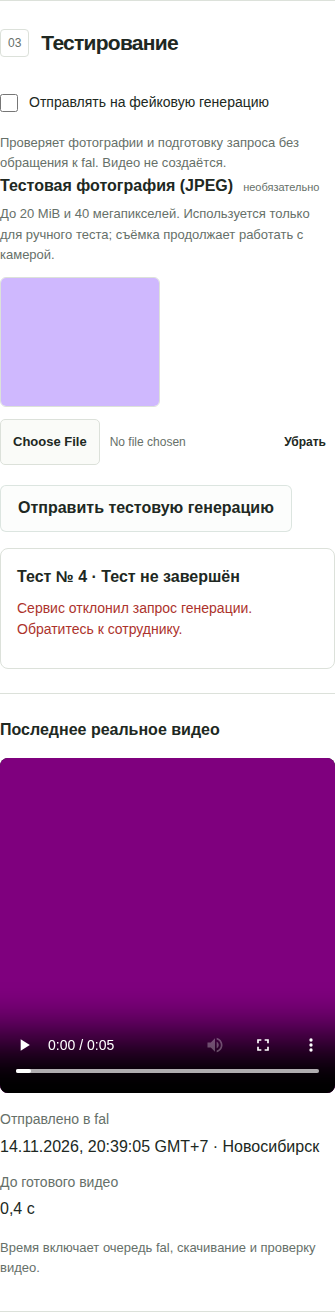 03 Тестирование
Отправлять на фейковую генерацию
Проверяет фотографии и подготовку запроса без
обращения к fal. Видео не создаётся.
Тестовая фотография (JPEG) необязательно
До 20 MiB и 40 мегапикселей. Используется только
для ручного теста; съёмка продолжает работать с
камерой.
Choose File No file chosen Убрать
Отправить тестовую генерацию
Тест № 4 · Тест не завершён
Сервис отклонил запрос генерации.
Обратитесь к сотруднику.
Последнее реальное видео
0:00 / 0:05
Отправлено в fal
14.11.2026, 20:39:05 GMT+7 · Новосибирск
До готового видео
0,4 с
Время включает очередь fal, скачивание и проверку
видео.